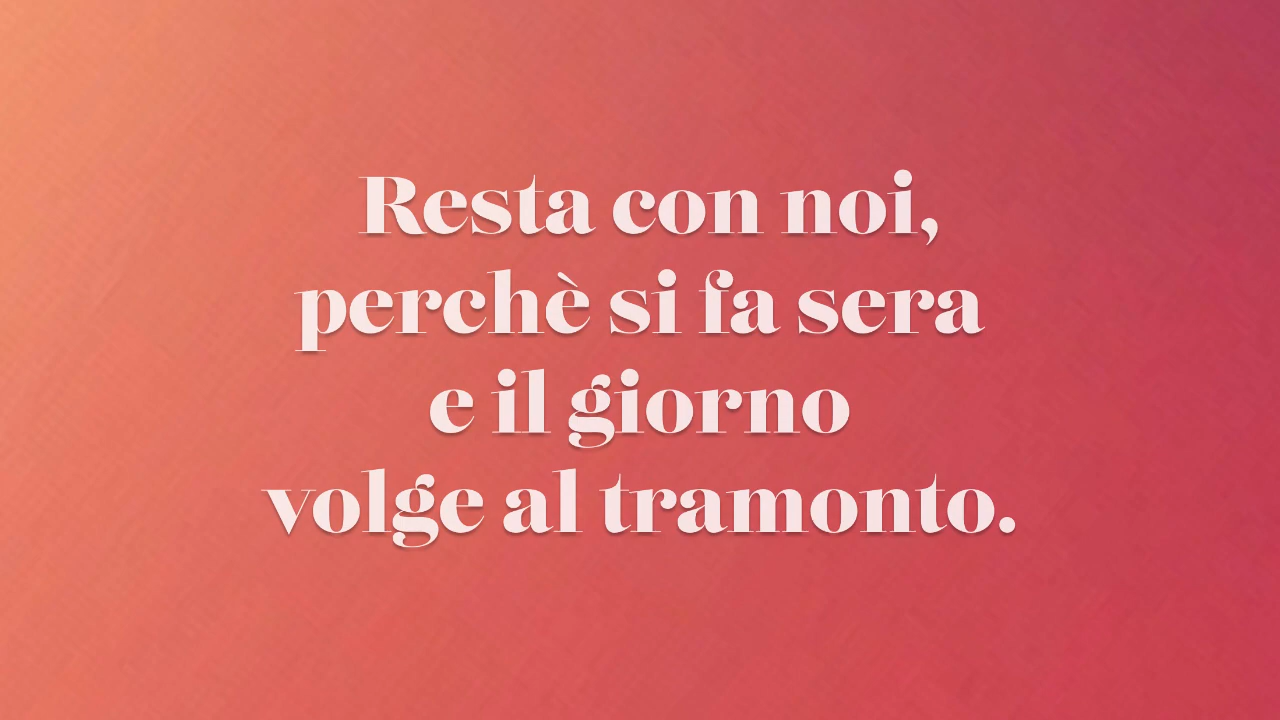 Resta con noi,
perchè si fa sera
e il giorno
volge al tramonto.